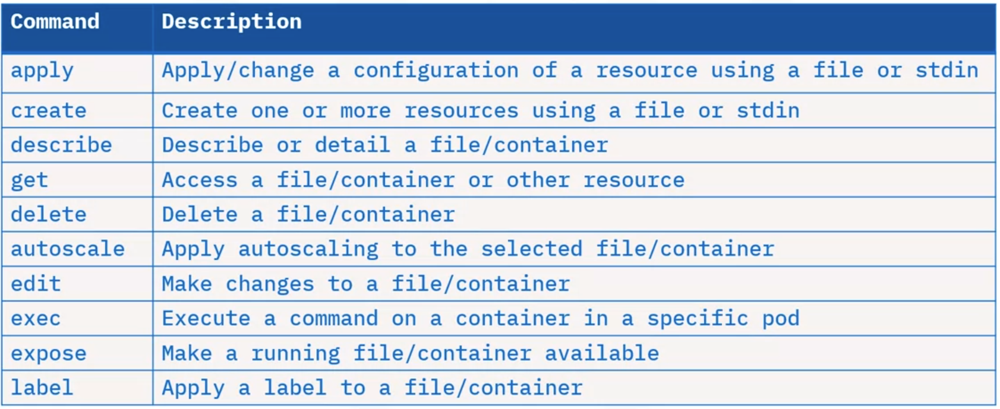 Command Description
apply Apply/change a configuration of a resource using a file or stdin
create Create one or more resources using a file or stdin
describe Describe or detail a file/container
get Access a file/container or other resource
delete Delete a file/container
autoscale Apply autoscaling to the selected file/container
edit Make changes to a file/container
exec Execute a command on a container in a specific pod
expose Make a running file/container available
label Apply a label to a file/container